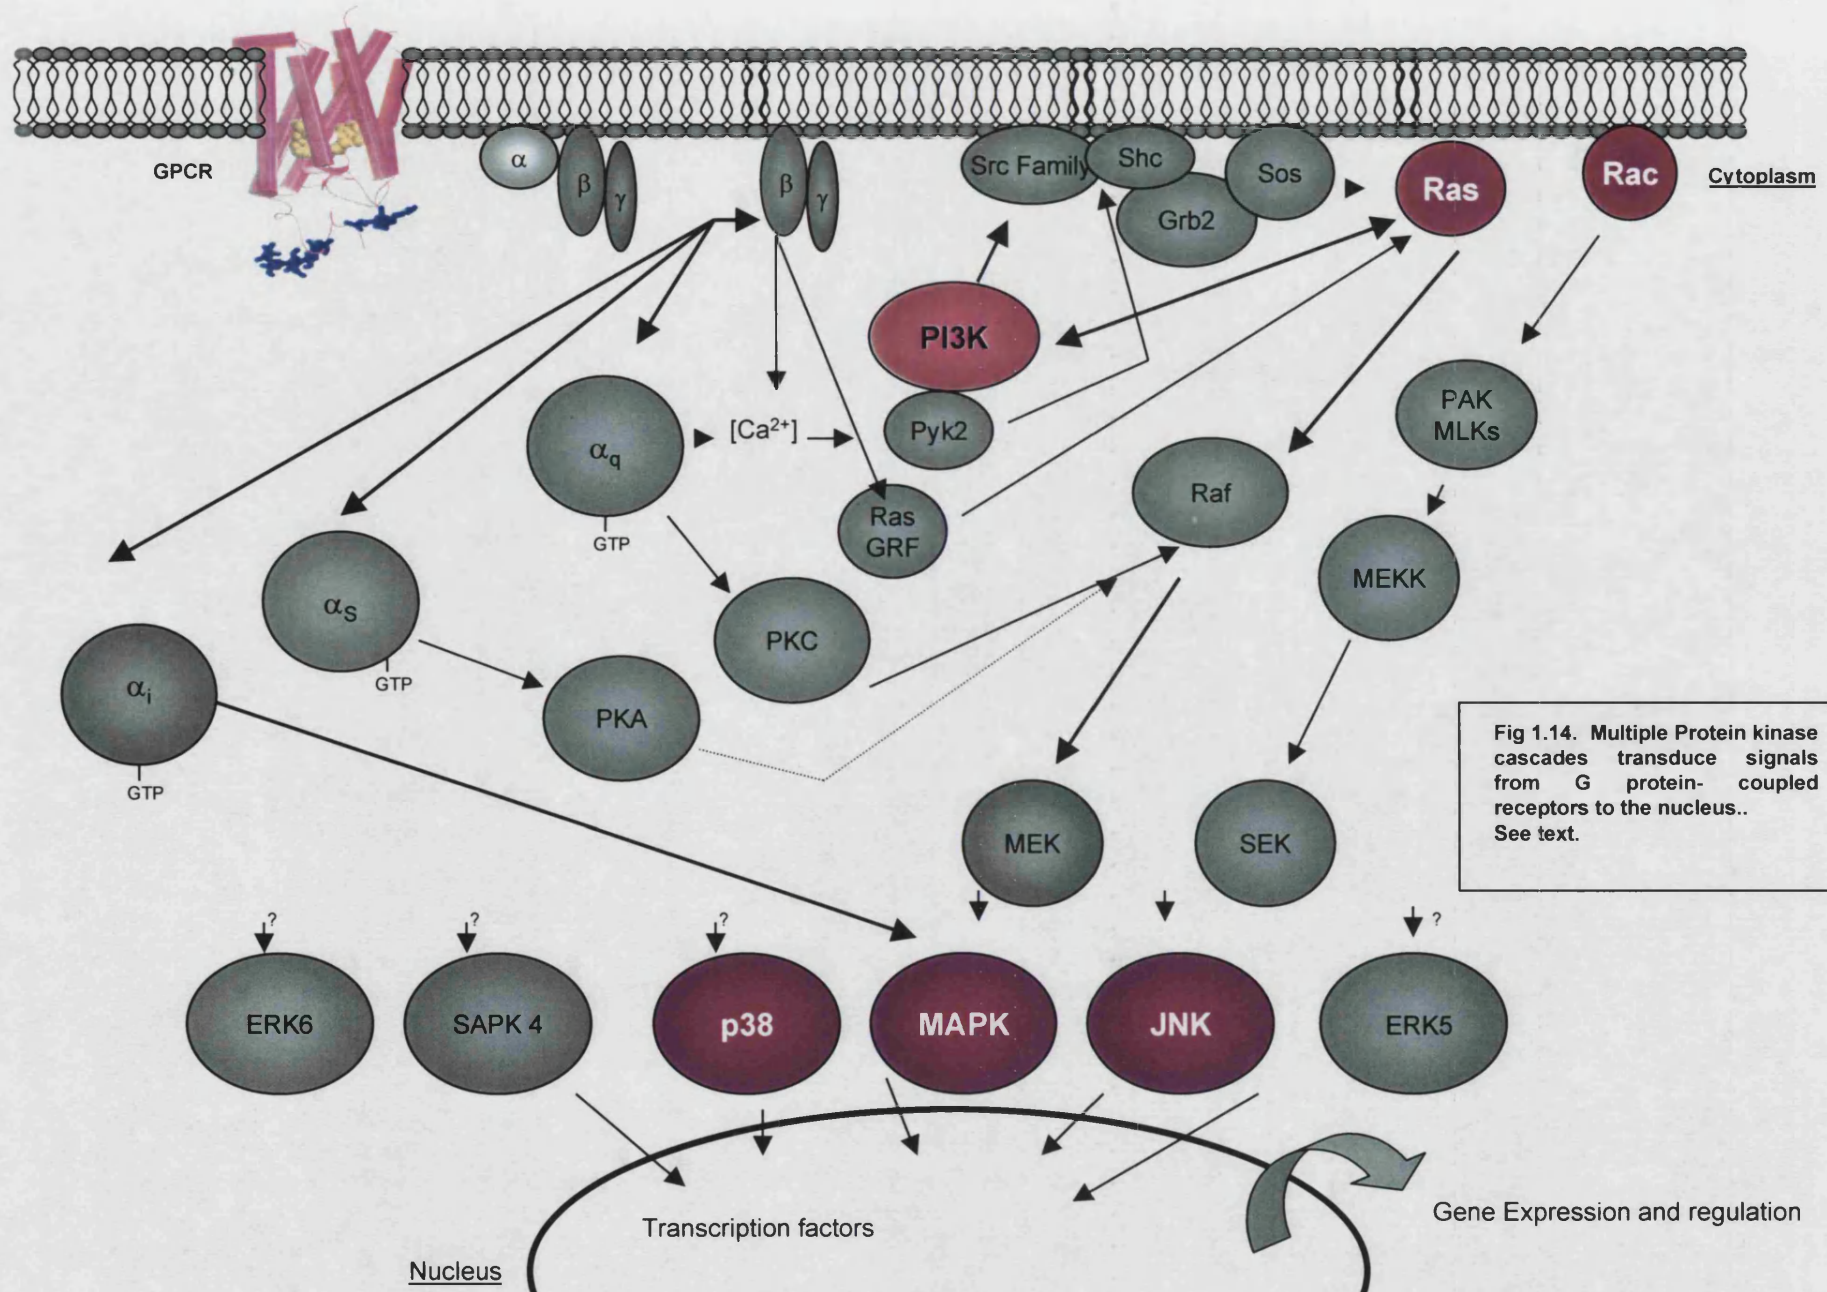 GPCR
α
β
γ
β
γ
Src Family
Shc
Grb2
Sos
Ras
Rac
Cytoplasm
PI3K
Pyk2
[Ca²⁺]
αq
GTP
Ras
GRF
Raf
PAK
MLKs
MEKK
αS
GTP
PKC
PKA
αi
GTP
MEK
SEK
Fig 1.14. Multiple Protein kinase
cascades transduce signals
from G protein- coupled
receptors to the nucleus..
See text.
?
?
?
?
ERK6
SAPK 4
p38
MAPK
JNK
ERK5
Transcription factors
Gene Expression and regulation
Nucleus